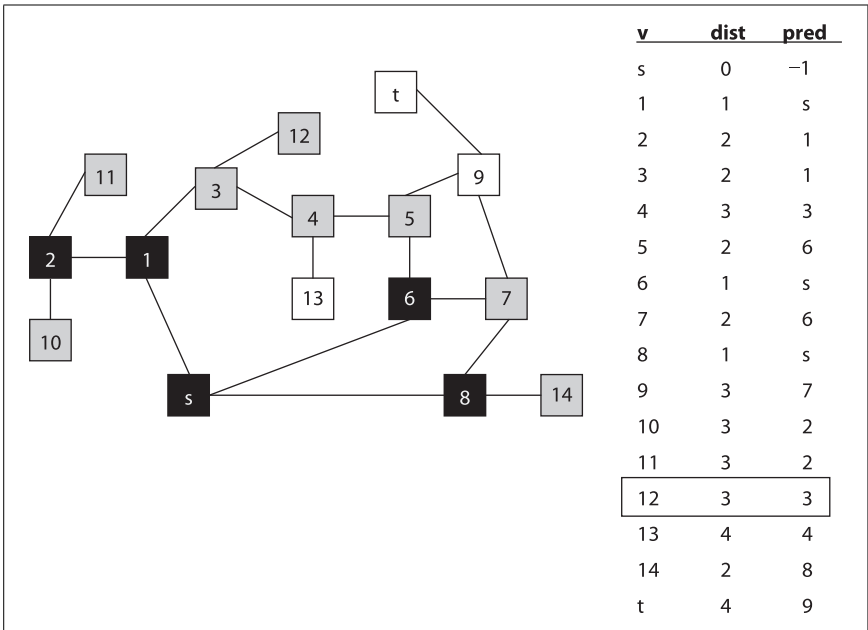 t
12
9
11
3
4
5
2
1
13
6
7
10
s
8
14
v dist pred
s 0 −1
1 1 s
2 2 1
3 2 1
4 3 3
5 2 6
6 1 s
7 2 6
8 1 s
9 3 7
10 3 2
11 3 2
12 3 3
13 4 4
14 2 8
t 4 9